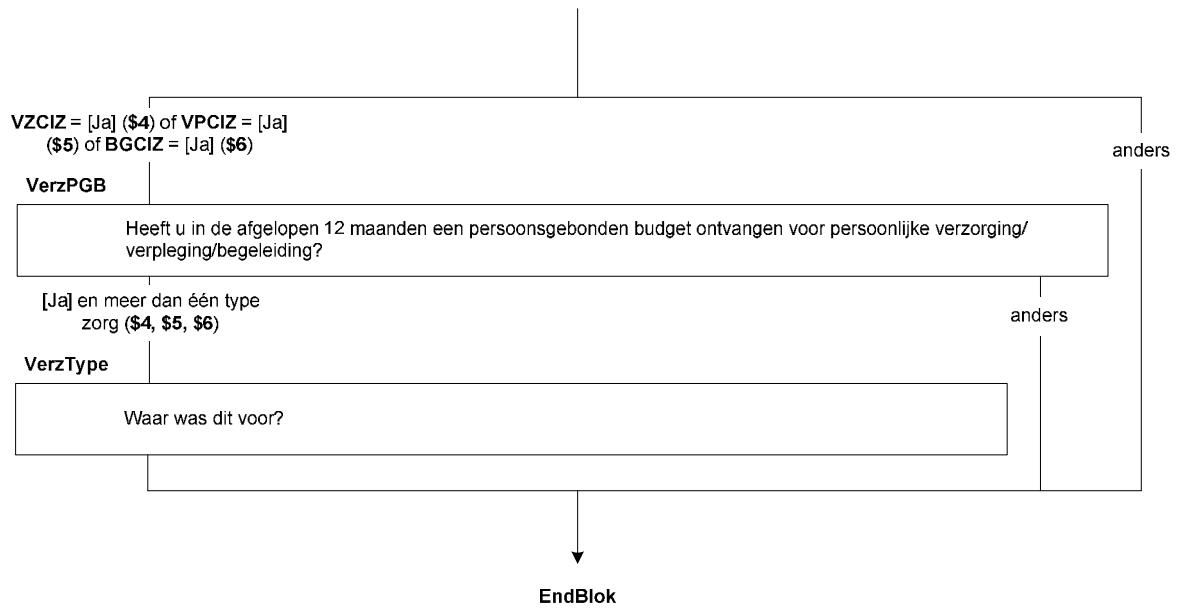 VZCIZ = [Ja] ($4) of VPCIZ = [Ja]
($5) of BGCIZ = [Ja] ($6)
anders
VerzPGB
Heeft u in de afgelopen 12 maanden een persoonsgebonden budget ontvangen voor persoonlijke verzorging/
verpleging/begeleiding?
[Ja] en meer dan één type
zorg ($4, $5, $6)
anders
VerzType
Waar was dit voor?
EndBlok